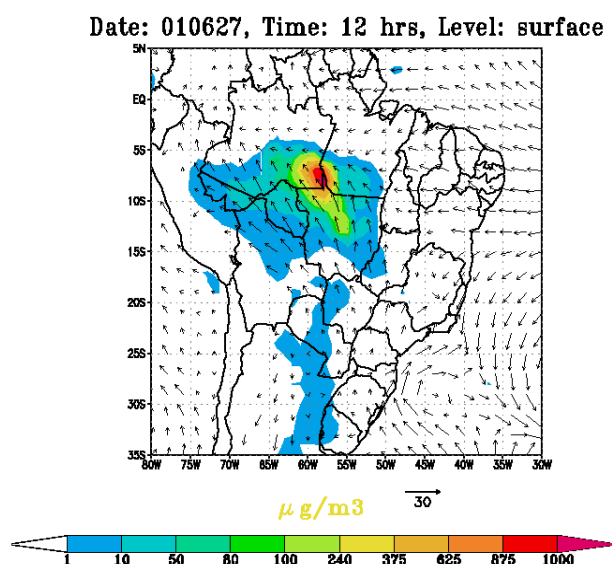 Date: 010627, Time: 12 hrs, Level: surface
5N
EQ
5S
10S
15S
20S
25S
30S
35S
80W 75W 70W 65W 60W 55W 50W 45W 40W 35W 30W
μg/m3
30
1 10 50 80 100 240 375 625 875 1000